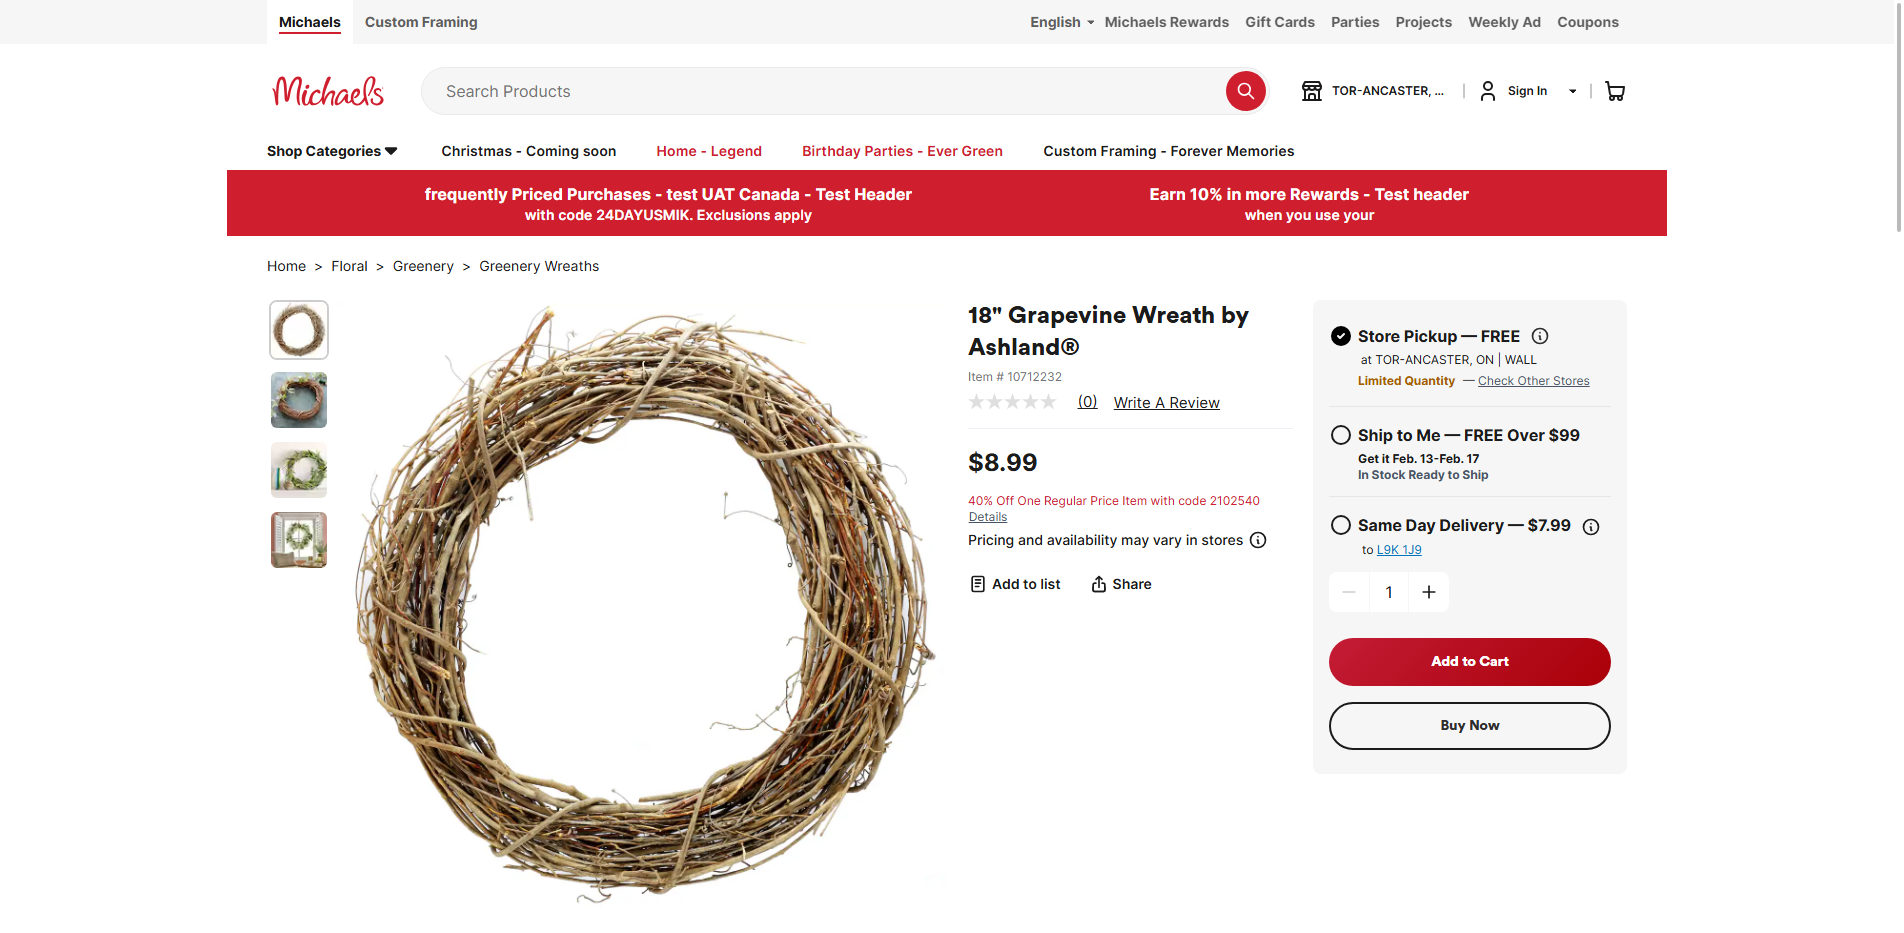 Michaels
Custom Framing
English
Michaels Rewards
Gift Cards
Parties
Projects
Weekly Ad
Coupons
Michaels
Search Products
TOR-ANCASTER, ...
Sign In
Shop Categories
Christmas - Coming soon
Home - Legend
Birthday Parties - Ever Green
Custom Framing - Forever Memories
frequently Priced Purchases - test UAT Canada - Test Header
with code 24DAYUSMIK. Exclusions apply
Earn 10% in more Rewards - Test header
when you use your
Home > Floral > Greenery > Greenery Wreaths
18" Grapevine Wreath by
Ashland®
Item # 10712232
(0) Write A Review
$8.99
40% Off One Regular Price Item with code 2102540
Details
Pricing and availability may vary in stores
Add to list
Share
Store Pickup — FREE
at TOR-ANCASTER, ON | WALL
Limited Quantity — Check Other Stores
Ship to Me — FREE Over $99
Get it Feb. 13-Feb. 17
In Stock Ready to Ship
Same Day Delivery — $7.99
to L9K 1J9
1
Add to Cart
Buy Now